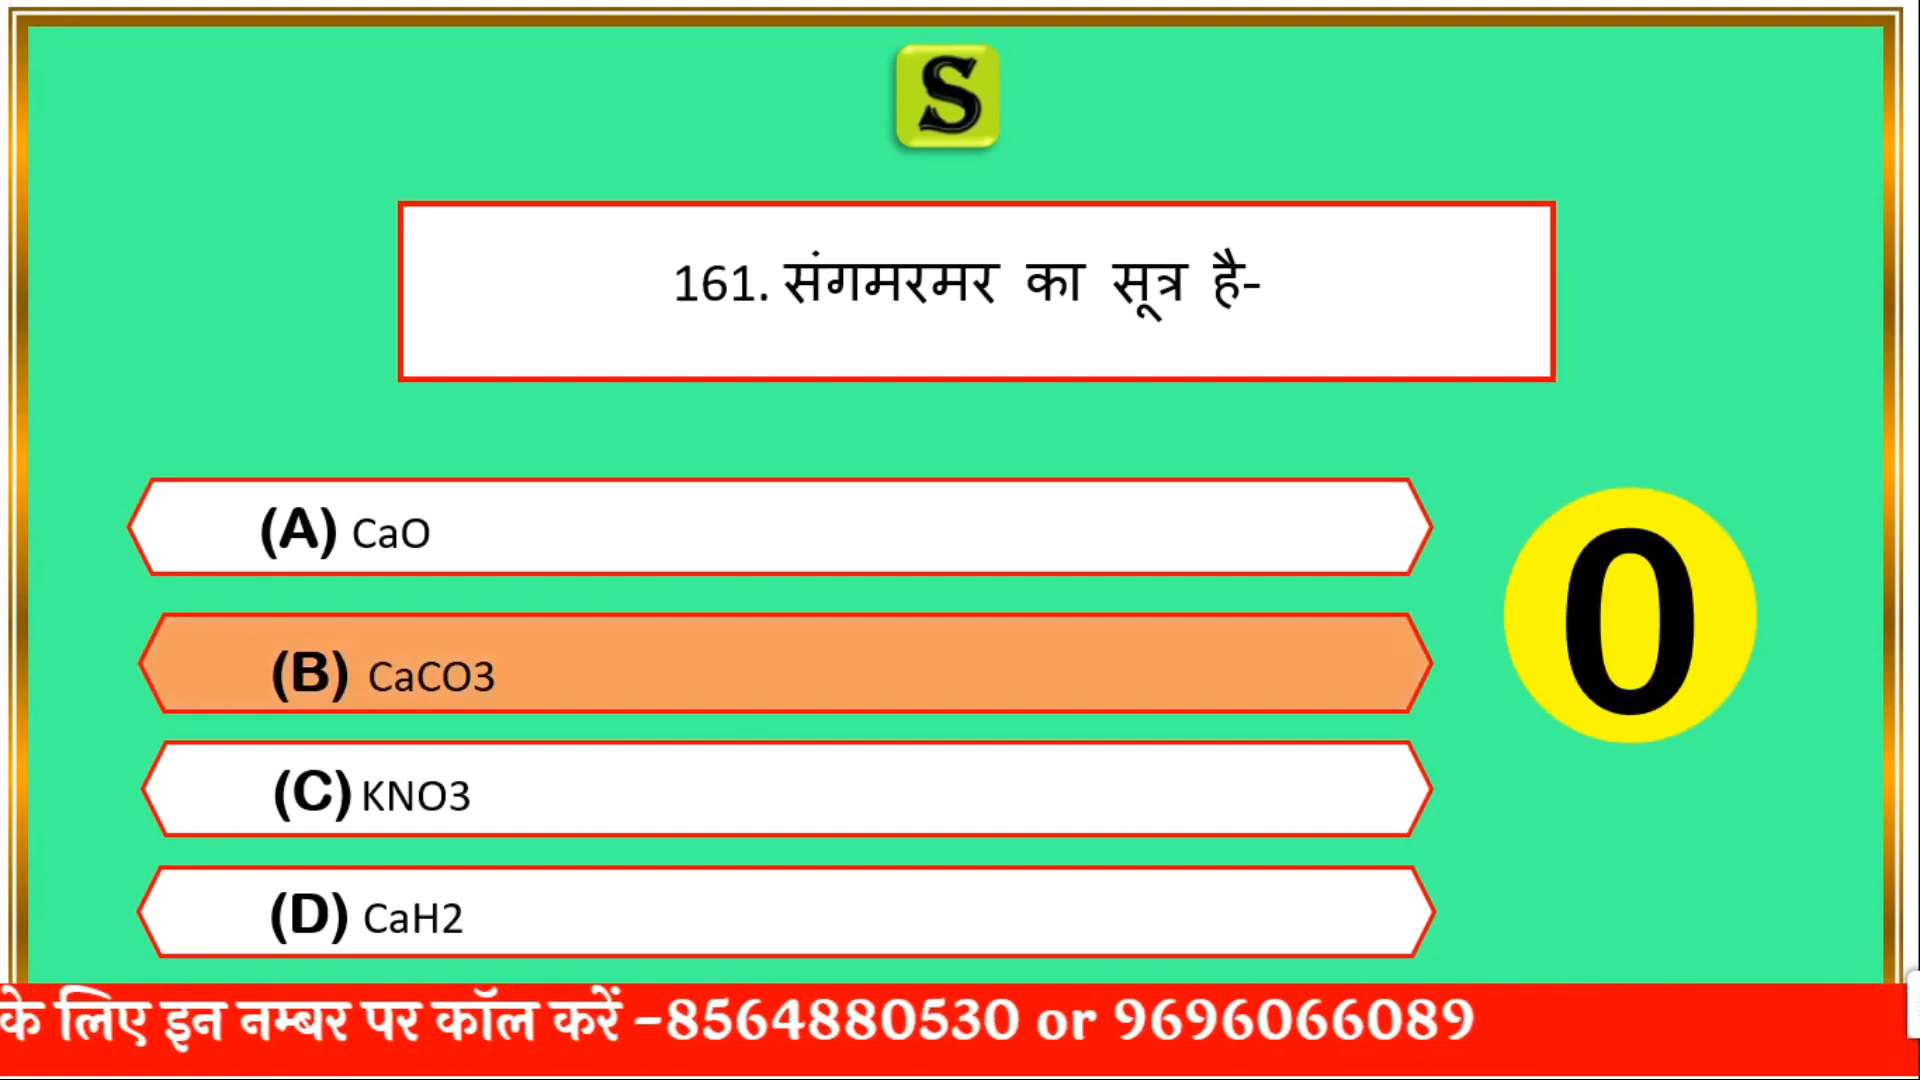 S
161. संगमरमर का सूत्र है-
(A) CaO
(B) CaCO3
0
(C) KNO3
(D) CaH2
के लिए इन नम्बर पर कॉल करें -8564880530 or 9696066089